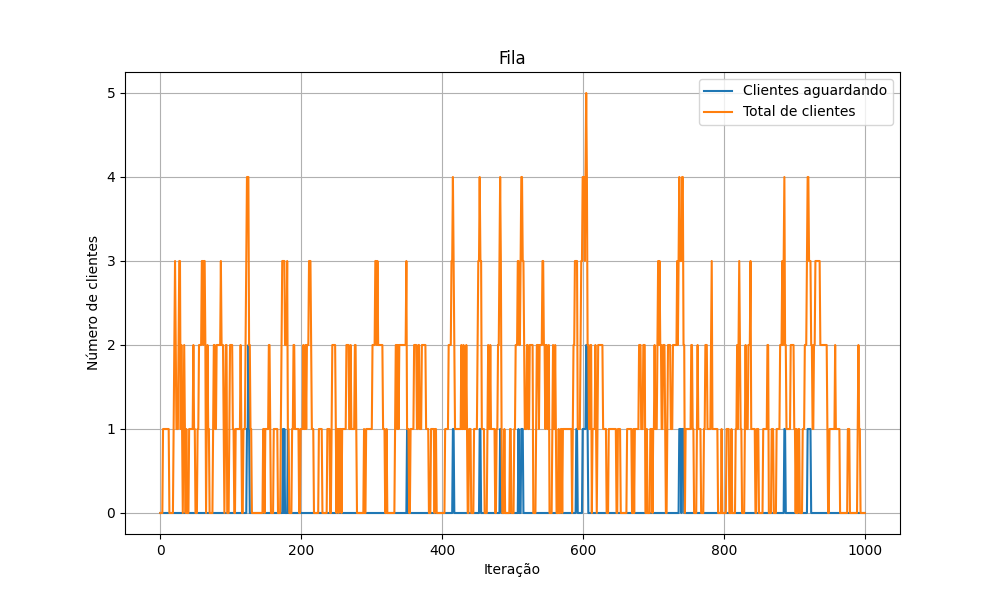 Fila
Clientes aguardando
Total de clientes
Número de clientes
5
4
3
2
1
0
0 200 400 600 800 1000
Iteração